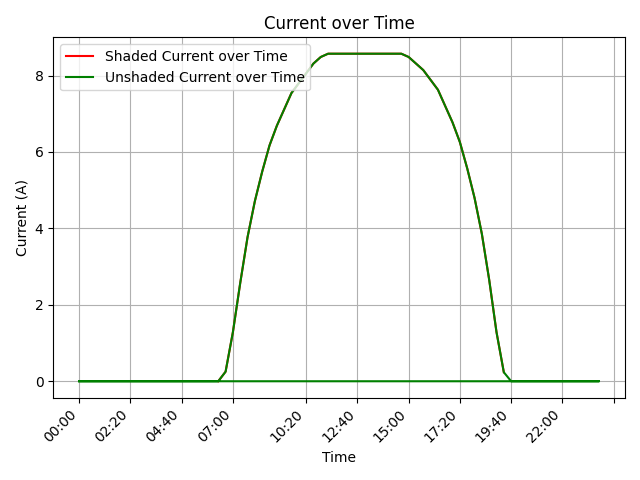 Current over Time
Shaded Current over Time
Unshaded Current over Time
Current (A)
8
6
4
2
0
00:00 02:20 04:40 07:00 10:20 12:40 15:00 17:20 19:40 22:00
Time